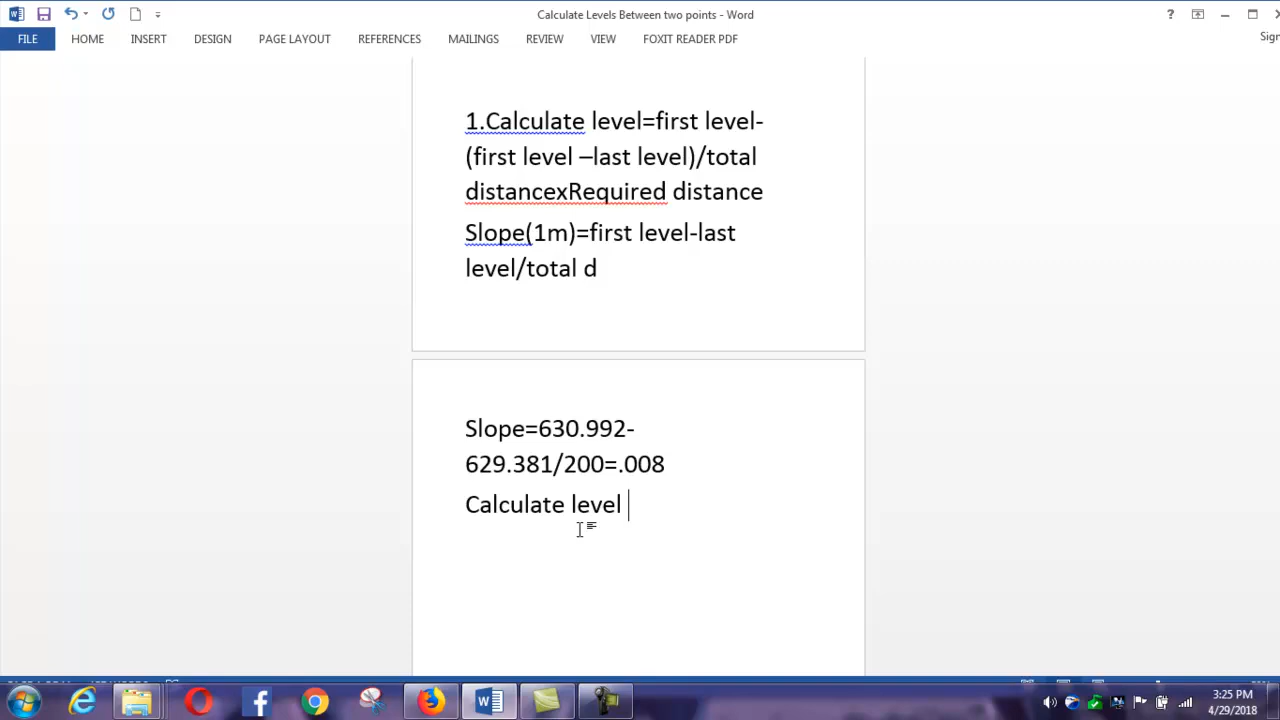 Calculate Levels Between two points - Word
?
Sign
FILE HOME INSERT DESIGN PAGE LAYOUT REFERENCES MAILINGS REVIEW VIEW FOXIT READER PDF
1.Calculate level=first level-
(first level –last level)/total
distancexRequired distance
Slope(1m)=first level-last
level/total d
Slope=630.992-
629.381/200=.008
Calculate level
3:25 PM
4/29/2018